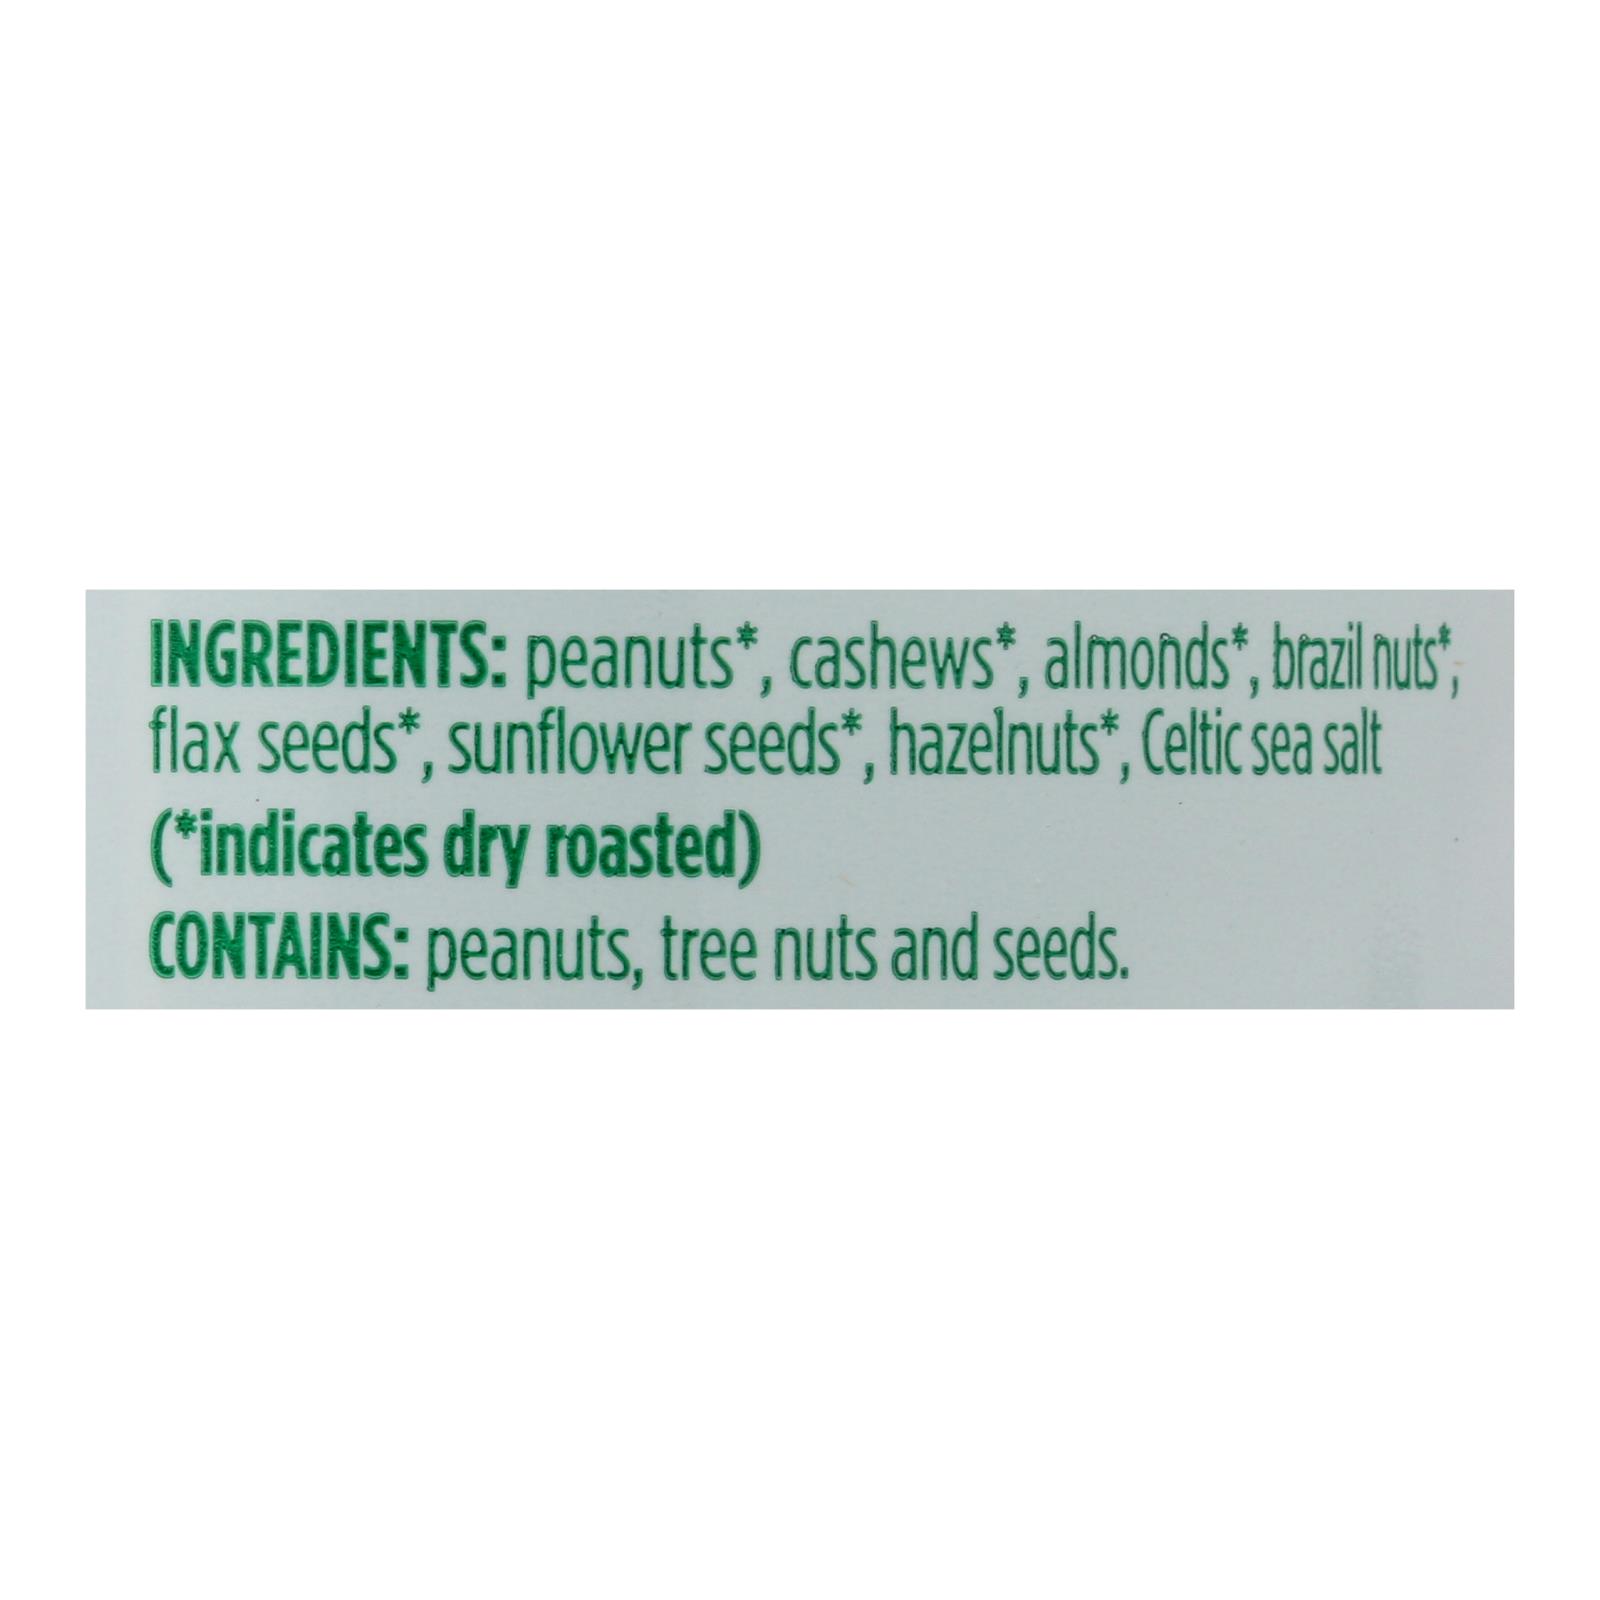 INGREDIENTS: peanuts*, cashews*, almonds*, brazil nuts*,
flax seeds*, sunflower seeds*, hazelnuts*, Celtic sea salt
(*indicates dry roasted)
CONTAINS: peanuts, tree nuts and seeds.